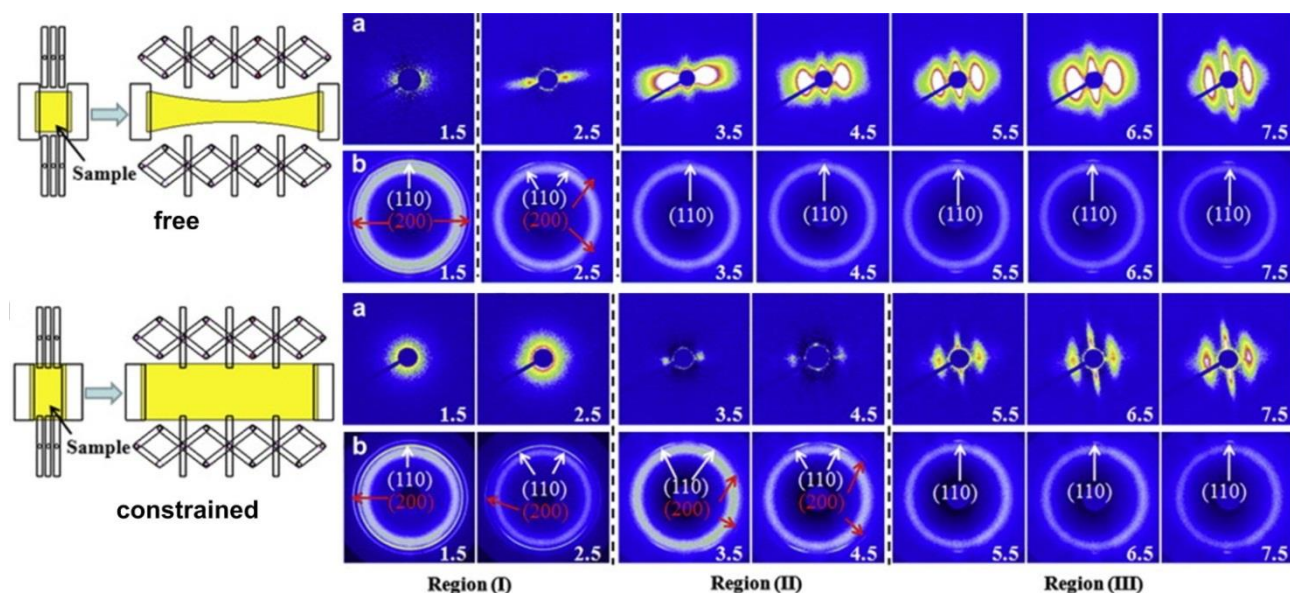 a
1.5 2.5 3.5 4.5 5.5 6.5 7.5
Sample
free
b
(110) (110) (110) (110) (110) (110) (110)
(200) (200)
1.5 2.5 3.5 4.5 5.5 6.5 7.5
a
1.5 2.5 3.5 4.5 5.5 6.5 7.5
Sample
constrained
b
(110) (110) (110) (110) (110) (110) (110)
(200) (200) (200) (200)
1.5 2.5 3.5 4.5 5.5 6.5 7.5
Region (I) Region (II) Region (III)